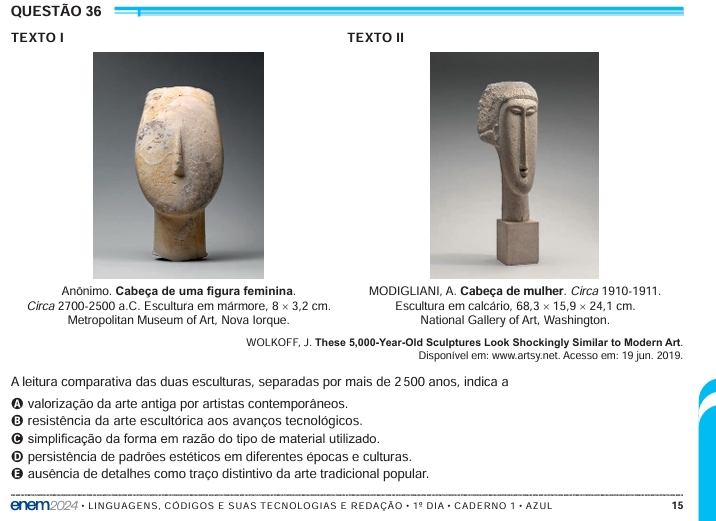 QUESTÃO 36
TEXTO I
TEXTO II
Anônimo. Cabeça de uma figura feminina.
Circa 2700-2500 a.C. Escultura em mármore, 8 × 3,2 cm.
Metropolitan Museum of Art, Nova Iorque.
MODIGLIANI, A. Cabeça de mulher. Circa 1910-1911.
Escultura em calcário, 68,3 × 15,9 × 24,1 cm.
National Gallery of Art, Washington.
WOLKOFF, J. These 5,000-Year-Old Sculptures Look Shockingly Similar to Modern Art.
Disponível em: www.artsy.net. Acesso em: 19 jun. 2019.
A leitura comparativa das duas esculturas, separadas por mais de 2 500 anos, indica a
A valorização da arte antiga por artistas contemporâneos.
B resistência da arte escultórica aos avanços tecnológicos.
C simplificação da forma em razão do tipo de material utilizado.
D persistência de padrões estéticos em diferentes épocas e culturas.
E ausência de detalhes como traço distintivo da arte tradicional popular.
enem2024 • LINGUAGENS, CÓDIGOS E SUAS TECNOLOGIAS E REDAÇÃO • 1º DIA • CADERNO 1 • AZUL 15